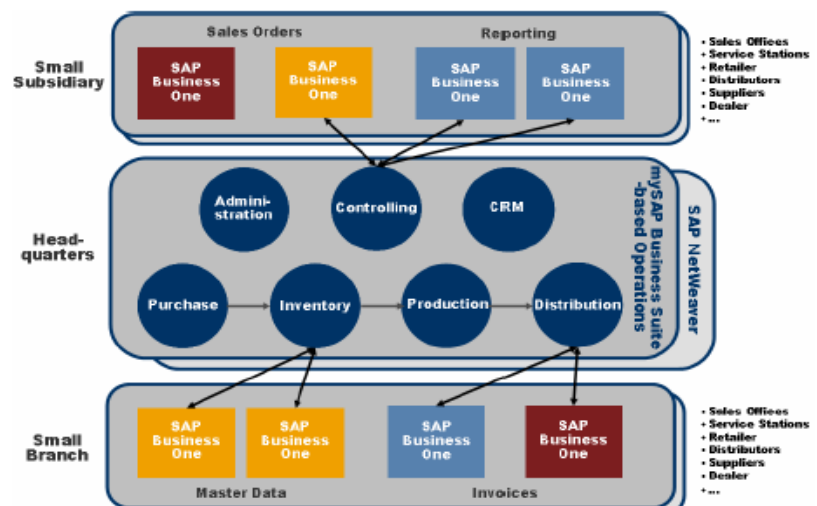 Sales Orders
Reporting
Small
Subsidiary
SAP
Business
One
SAP
Business
One
SAP
Business
One
SAP
Business
One
• Sales Offices
• Service Stations
• Retailer
• Distributors
• Suppliers
• Dealer
• ...
Head-
quarters
Admini-
stration
Controlling
CRM
Purchase
Inventory
Production
Distribution
mySAP Business Suite
-based Operations
SAP NetWeaver
Small
Branch
SAP
Business
One
SAP
Business
One
SAP
Business
One
SAP
Business
One
Master Data
Invoices
• Sales Offices
• Service Stations
• Retailer
• Distributors
• Suppliers
• Dealer
• ...